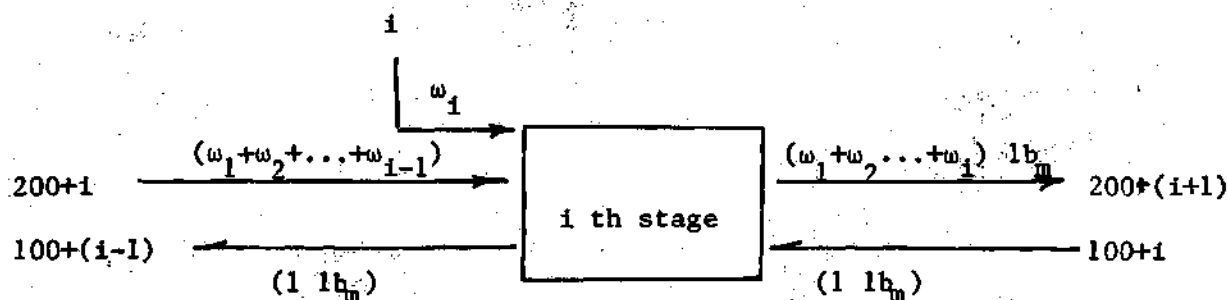 i
ω_i
(ω_1+ω_2+...+ω_{i-1})
(ω_1+ω_2...+ω_i) lb_m
200+i
200+(i+1)
i th stage
100+(i-1)
100+i
(1 lb_m)
(1 lb_m)